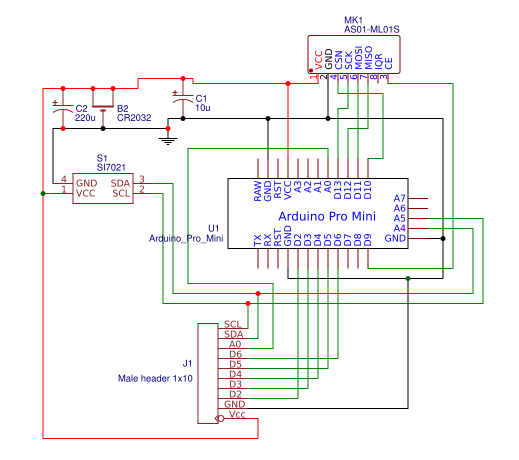 MK1
AS01-ML01S
VCC
GND
CSN
SCK
MOSI
MISO
IQR
CE
1 2 4 5 6 7 8 3
C2
220u
B2
CR2032
C1
10u
S1
SI7021
4 GND SDA 3
1 VCC SCL 2
RAW
GND
RST
VCC
A3
A2
A1
A0
D13
D12
D11
D10
A7
A6
A5
A4
GND
Arduino Pro Mini
U1
Arduino_Pro_Mini
TX
RX
RST
GND
D2
D3
D4
D5
D6
D7
D8
D9
J1
Male header 1x10
SCL
SDA
A0
D6
D5
D4
D3
D2
GND
Vcc